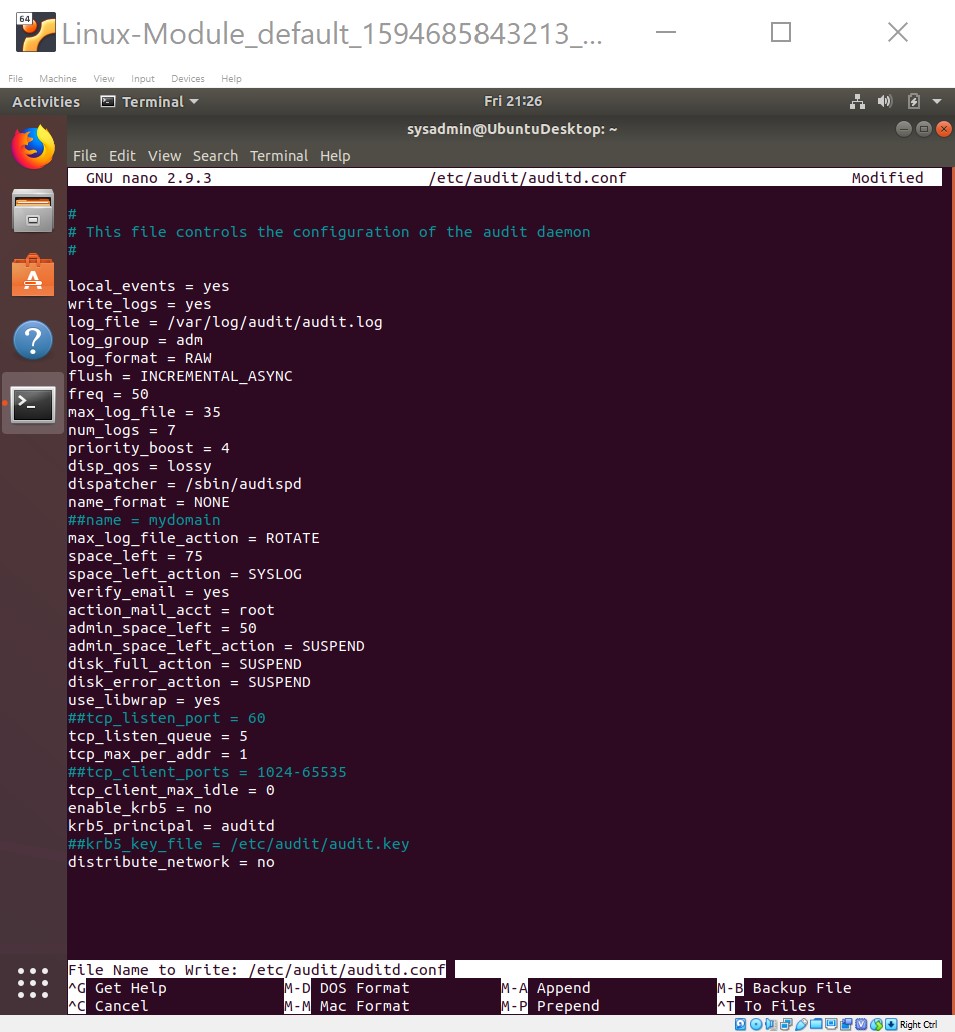 64
Linux-Module_default_1594685843213_...
File Machine View Input Devices Help
Activities Terminal Fri 21:26
sysadmin@UbuntuDesktop: ~
File Edit View Search Terminal Help
GNU nano 2.9.3 /etc/audit/auditd.conf Modified
#
# This file controls the configuration of the audit daemon
#
local_events = yes
write_logs = yes
log_file = /var/log/audit/audit.log
log_group = adm
log_format = RAW
flush = INCREMENTAL_ASYNC
freq = 50
max_log_file = 35
num_logs = 7
priority_boost = 4
disp_qos = lossy
dispatcher = /sbin/audispd
name_format = NONE
##name = mydomain
max_log_file_action = ROTATE
space_left = 75
space_left_action = SYSLOG
verify_email = yes
action_mail_acct = root
admin_space_left = 50
admin_space_left_action = SUSPEND
disk_full_action = SUSPEND
disk_error_action = SUSPEND
use_libwrap = yes
##tcp_listen_port = 60
tcp_listen_queue = 5
tcp_max_per_addr = 1
##tcp_client_ports = 1024-65535
tcp_client_max_idle = 0
enable_krb5 = no
krb5_principal = auditd
##krb5_key_file = /etc/audit/audit.key
distribute_network = no
File Name to Write: /etc/audit/auditd.conf
^G Get Help M-D DOS Format M-A Append M-B Backup File
^C Cancel M-M Mac Format M-P Prepend ^T To Files
Right Ctrl